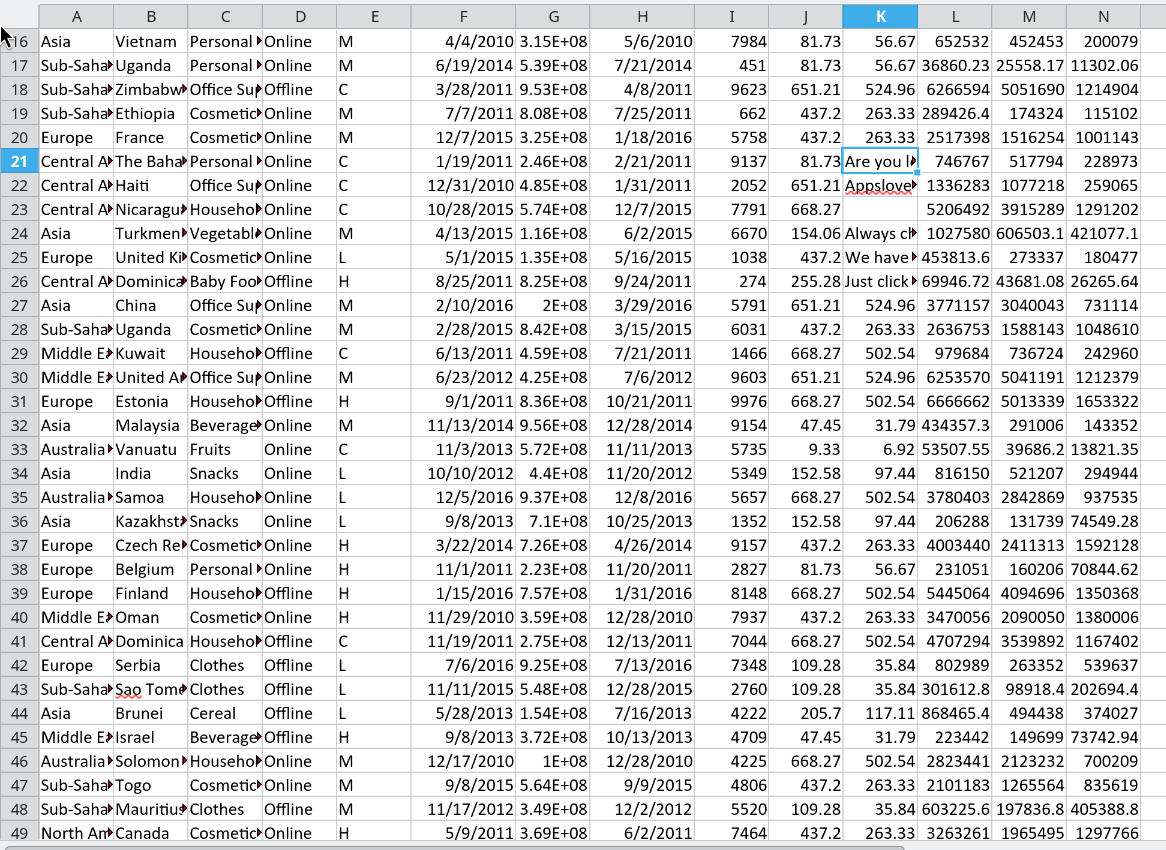 A B C D E F G H I J K L M N
16 Asia Vietnam Personal Online M 4/4/2010 3.15E+08 5/6/2010 7984 81.73 56.67 652532 452453 200079
17 Sub-Saha Uganda Personal Online M 6/19/2014 5.39E+08 7/21/2014 451 81.73 56.67 36860.23 25558.17 11302.06
18 Sub-Saha Zimbabw Office Sup Offline C 3/28/2011 9.53E+08 4/8/2011 9623 651.21 524.96 6266594 5051690 1214904
19 Sub-Saha Ethiopia Cosmetic Online M 7/7/2011 8.08E+08 7/25/2011 662 437.2 263.33 289426.4 174324 115102
20 Europe France Cosmetic Online M 12/7/2015 3.25E+08 1/18/2016 5758 437.2 263.33 2517398 1516254 1001143
21 Central A The Baha Personal Online C 1/19/2011 2.46E+08 2/21/2011 9137 81.73 Are you l 746767 517794 228973
22 Central A Haiti Office Sup Online C 12/31/2010 4.85E+08 1/31/2011 2052 651.21 Appslove 1336283 1077218 259065
23 Central A Nicaragu Househo Online C 10/28/2015 5.74E+08 12/7/2015 7791 668.27 5206492 3915289 1291202
24 Asia Turkmen Vegetabl Online M 4/13/2015 1.16E+08 6/2/2015 6670 154.06 Always cl 1027580 606503.1 421077.1
25 Europe United Ki Cosmetic Online L 5/1/2015 1.35E+08 5/16/2015 1038 437.2 We have 453813.6 273337 180477
26 Central A Dominica Baby Foo Offline H 8/25/2011 8.25E+08 9/24/2011 274 255.28 Just click 69946.72 43681.08 26265.64
27 Asia China Office Sup Online M 2/10/2016 2E+08 3/29/2016 5791 651.21 524.96 3771157 3040043 731114
28 Sub-Saha Uganda Cosmetic Online M 2/28/2015 8.42E+08 3/15/2015 6031 437.2 263.33 2636753 1588143 1048610
29 Middle E Kuwait Househo Offline C 6/13/2011 4.59E+08 7/21/2011 1466 668.27 502.54 979684 736724 242960
30 Middle E United Ar Office Sup Online M 6/23/2012 4.25E+08 7/6/2012 9603 651.21 524.96 6253570 5041191 1212379
31 Europe Estonia Househo Offline H 9/1/2011 8.36E+08 10/21/2011 9976 668.27 502.54 6666662 5013339 1653322
32 Asia Malaysia Beverage Online M 11/13/2014 9.56E+08 12/28/2014 9154 47.45 31.79 434357.3 291006 143352
33 Australia Vanuatu Fruits Online C 11/3/2013 5.72E+08 11/11/2013 5735 9.33 6.92 53507.55 39686.2 13821.35
34 Asia India Snacks Online L 10/10/2012 4.4E+08 11/20/2012 5349 152.58 97.44 816150 521207 294944
35 Australia Samoa Househo Online L 12/5/2016 9.37E+08 12/8/2016 5657 668.27 502.54 3780403 2842869 937535
36 Asia Kazakhst Snacks Online L 9/8/2013 7.1E+08 10/25/2013 1352 152.58 97.44 206288 131739 74549.28
37 Europe Czech Re Cosmetic Online H 3/22/2014 7.26E+08 4/26/2014 9157 437.2 263.33 4003440 2411313 1592128
38 Europe Belgium Personal Online H 11/1/2011 2.23E+08 11/20/2011 2827 81.73 56.67 231051 160206 70844.62
39 Europe Finland Househo Offline H 1/15/2016 7.57E+08 1/31/2016 8148 668.27 502.54 5445064 4094696 1350368
40 Middle E Oman Cosmetic Online H 11/29/2010 3.59E+08 12/28/2010 7937 437.2 263.33 3470056 2090050 1380006
41 Central A Dominica Househo Offline C 11/19/2011 2.75E+08 12/13/2011 7044 668.27 502.54 4707294 3539892 1167402
42 Europe Serbia Clothes Offline L 7/6/2016 9.25E+08 7/13/2016 7348 109.28 35.84 802989 263352 539637
43 Sub-Saha Sao Tome Clothes Offline L 11/11/2015 5.48E+08 12/28/2015 2760 109.28 35.84 301612.8 98918.4 202694.4
44 Asia Brunei Cereal Offline L 5/28/2013 1.54E+08 7/16/2013 4222 205.7 117.11 868465.4 494438 374027
45 Middle E Israel Beverage Offline H 9/8/2013 3.72E+08 10/13/2013 4709 47.45 31.79 223442 149699 73742.94
46 Australia Solomon Househo Online M 12/17/2010 1E+08 12/28/2010 4225 668.27 502.54 2823441 2123232 700209
47 Sub-Saha Togo Cosmetic Online M 9/8/2015 5.64E+08 9/9/2015 4806 437.2 263.33 2101183 1265564 835619
48 Sub-Saha Mauritius Clothes Offline M 11/17/2012 3.49E+08 12/2/2012 5520 109.28 35.84 603225.6 197836.8 405388.8
49 North Am Canada Cosmetic Online H 5/9/2011 3.69E+08 6/2/2011 7464 437.2 263.33 3263261 1965495 1297766